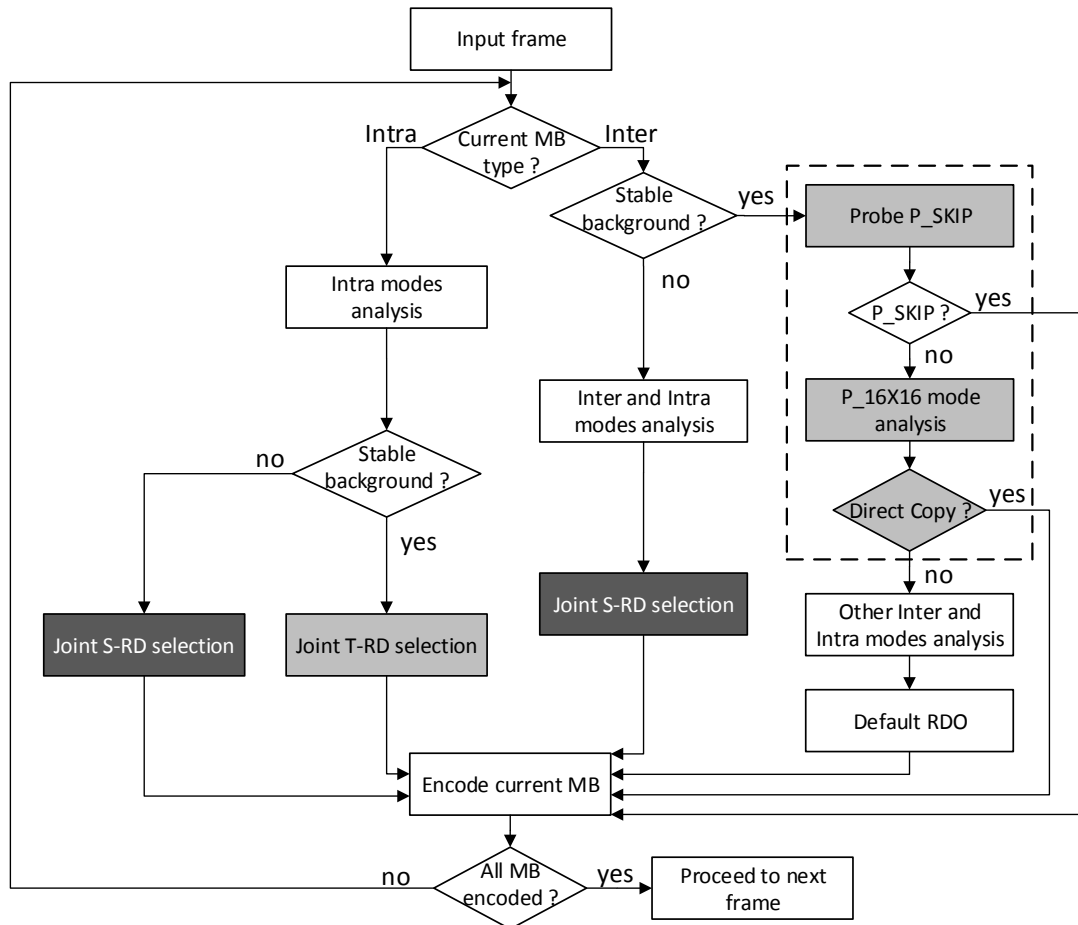 Input frame
Intra
Current MB
type ?
Inter
Stable
background ?
yes
no
Probe P_SKIP
P_SKIP ?
yes
no
Intra modes
analysis
Inter and Intra
modes analysis
P_16X16 mode
analysis
Stable
background ?
no
yes
Direct Copy ?
yes
no
Joint S-RD selection
Joint T-RD selection
Joint S-RD selection
Other Inter and
Intra modes analysis
Default RDO
Encode current MB
All MB
encoded ?
no
yes
Proceed to next
frame